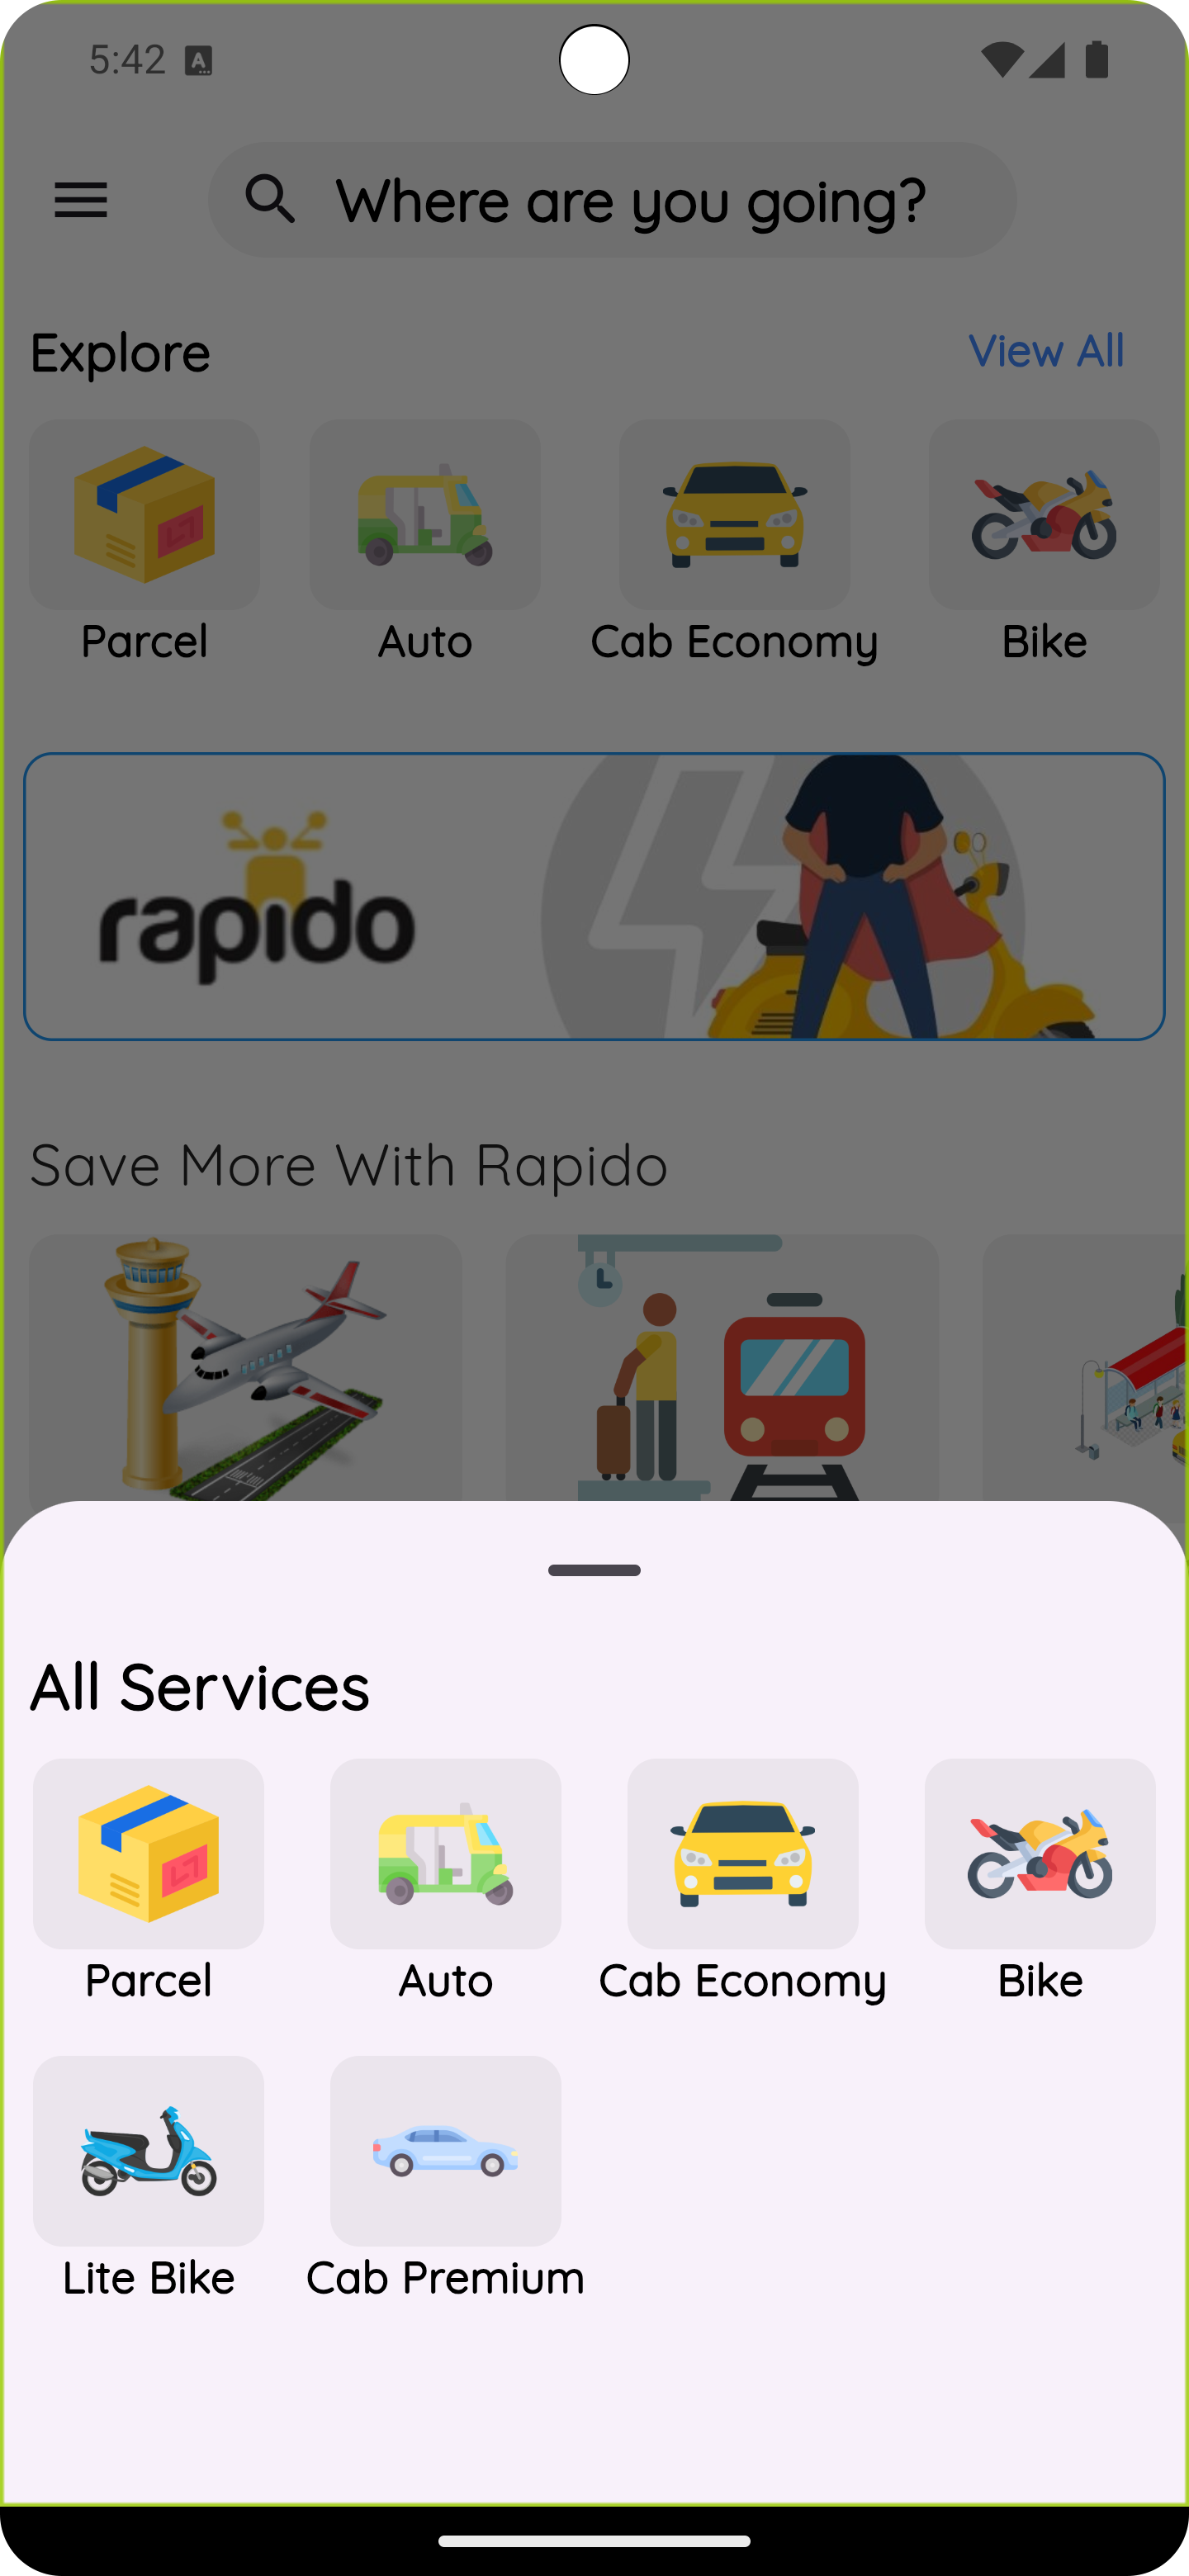 5:42 A
Where are you going?
Explore View All
Parcel Auto Cab Economy Bike
rapido
Save More With Rapido
All Services
Parcel Auto Cab Economy Bike
Lite Bike Cab Premium